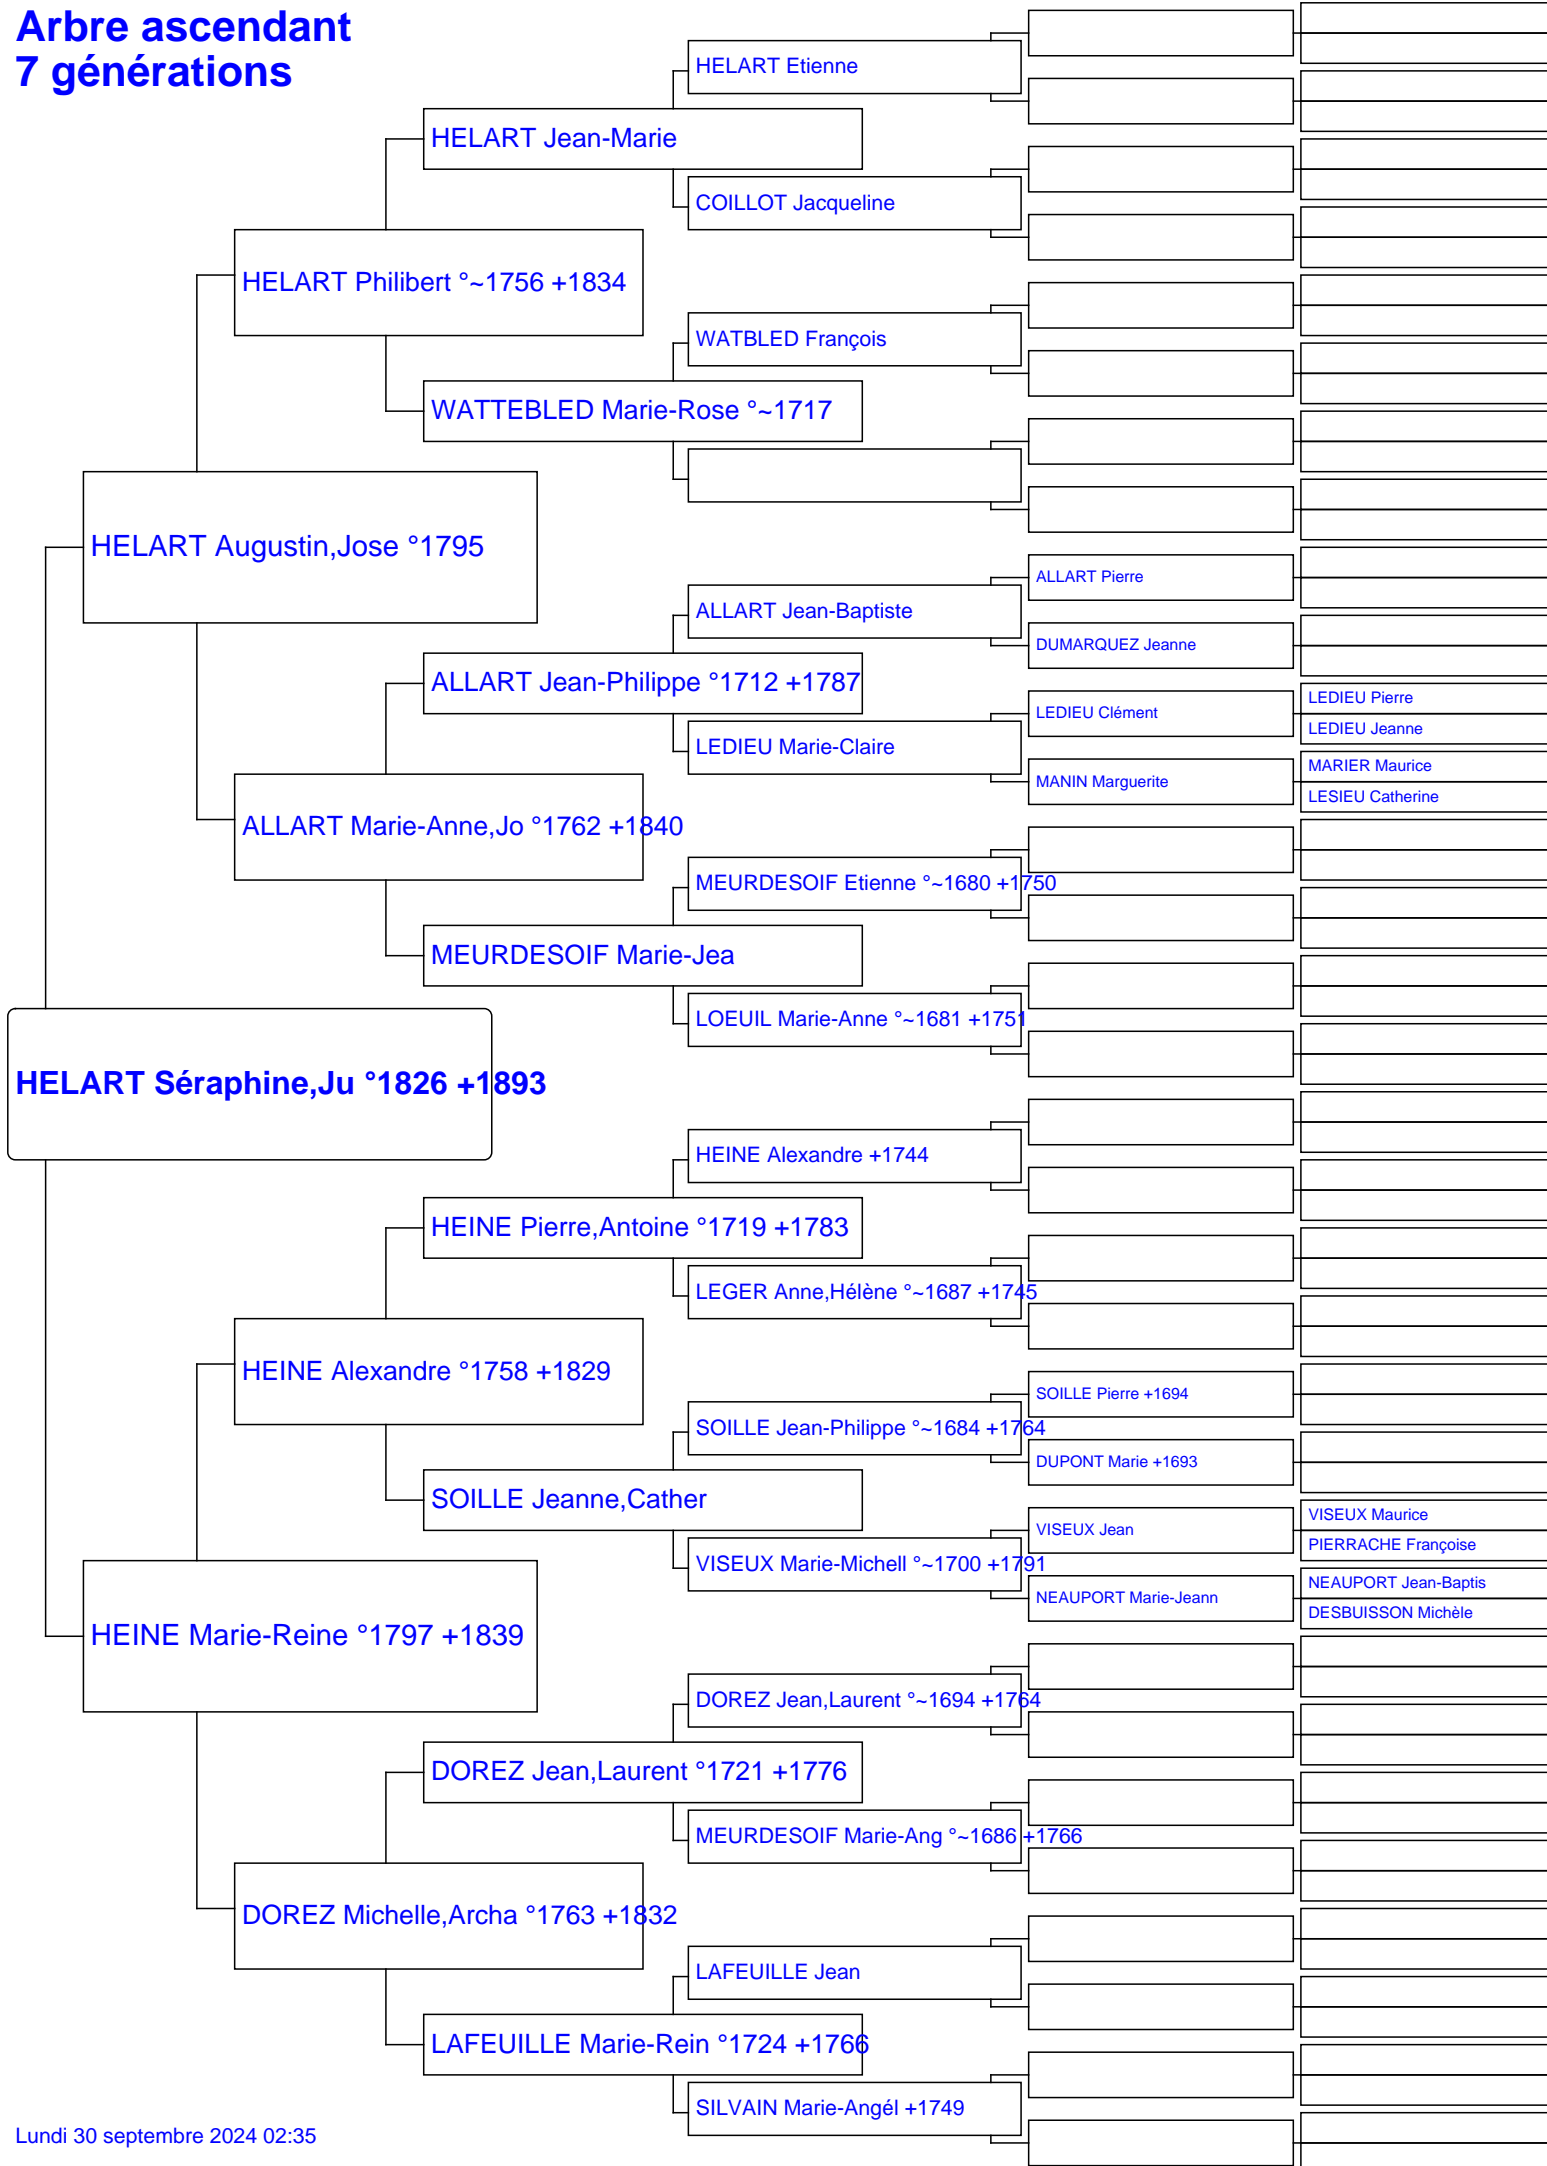 Arbre ascendant
7 générations
HELART Etienne
HELART Jean-Marie
COILLOT Jacqueline
HELART Philibert °~1756 +1834
WATBLED François
WATTEBLED Marie-Rose °~1717
HELART Augustin,Jose °1795
ALLART Pierre
ALLART Jean-Baptiste
DUMARQUEZ Jeanne
ALLART Jean-Philippe °1712 +1787
LEDIEU Pierre
LEDIEU Clément
LEDIEU Jeanne
LEDIEU Marie-Claire
MARIER Maurice
MANIN Marguerite
LESIEU Catherine
ALLART Marie-Anne,Jo °1762 +1840
MEURDESOIF Etienne °~1680 +1750
MEURDESOIF Marie-Jea
LOEUIL Marie-Anne °~1681 +1751
HELART Séraphine,Ju °1826 +1893
HEINE Alexandre +1744
HEINE Pierre,Antoine °1719 +1783
LEGER Anne,Hélène °~1687 +1745
HEINE Alexandre °1758 +1829
SOILLE Pierre +1694
SOILLE Jean-Philippe °~1684 +1764
DUPONT Marie +1693
SOILLE Jeanne,Cather
VISEUX Maurice
VISEUX Jean
PIERRACHE Françoise
VISEUX Marie-Michell °~1700 +1791
NEAUPORT Jean-Baptis
NEAUPORT Marie-Jeann
DESBUISSON Michèle
HEINE Marie-Reine °1797 +1839
DOREZ Jean,Laurent °~1694 +1764
DOREZ Jean,Laurent °1721 +1776
MEURDESOIF Marie-Ang °~1686 +1766
DOREZ Michelle,Archa °1763 +1832
LAFEUILLE Jean
LAFEUILLE Marie-Rein °1724 +1766
SILVAIN Marie-Angél +1749
Lundi 30 septembre 2024 02:35